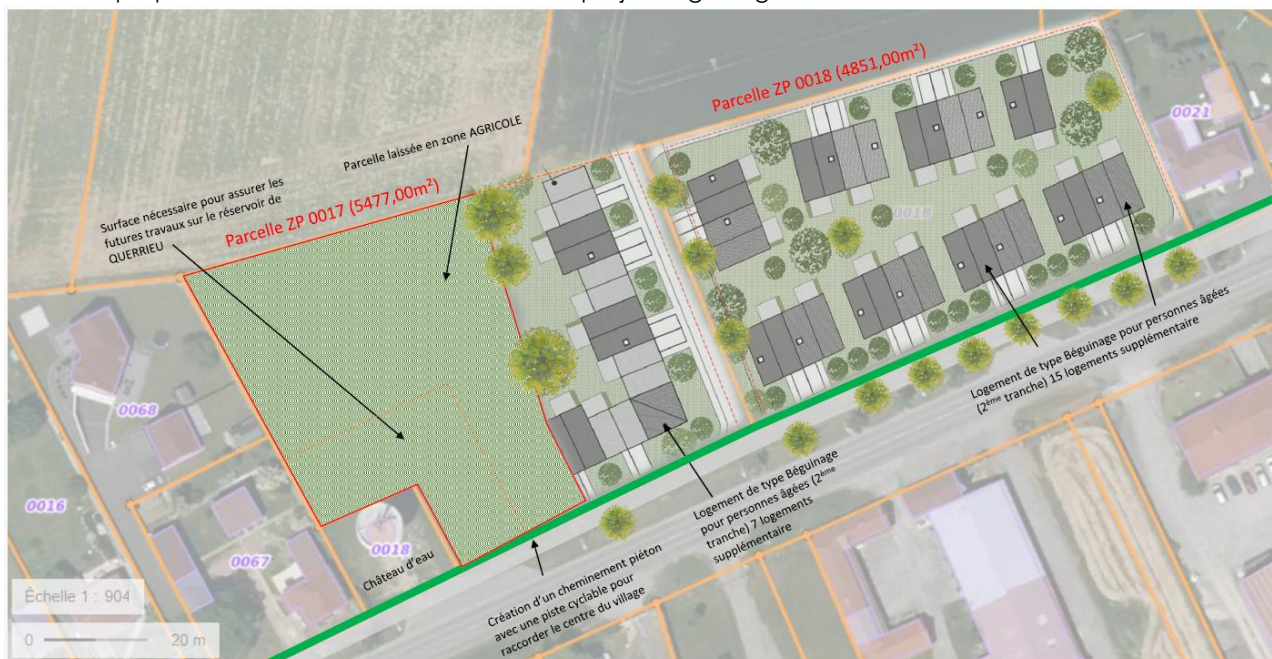 Parcelle ZP 0018 (4851,00m²)
0021
Parcelle laissée en zone AGRICOLE
Surface nécessaire pour assurer les
futures travaux sur le réservoir de
QUERRIEU
Parcelle ZP 0017 (5477,00m²)
0018
0068
0016
0067
0018
Château d'eau
Logement de type Béguinage pour personnes âgées
(2ème tranche) 15 logements supplémentaire
Logement de type Béguinage
pour personnes âgées (2ème
tranche) 7 logements
supplémentaire
Création d'un cheminement piéton
avec une piste cyclable pour
raccorder le centre du village
Échelle 1 : 904
0 20 m